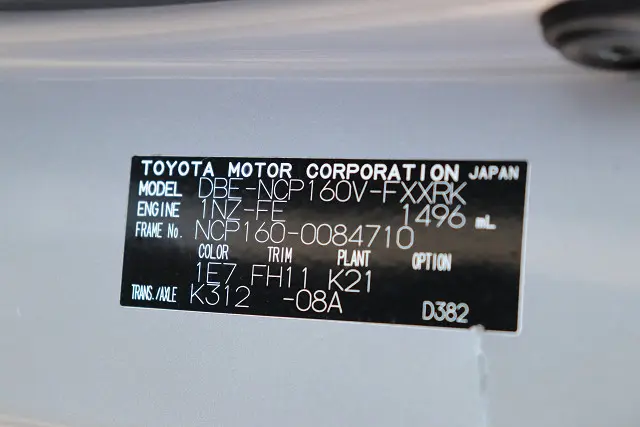 TOYOTA MOTOR CORPORATION JAPAN
MODEL DBE-NCP160V-FXXRK
ENGINE 1NZ-FE 1496 mL
FRAME No. NCP160-0084710
COLOR TRIM PLANT OPTION
1E7 FH11 K21
TRANS./AXLE K312 -08A D382